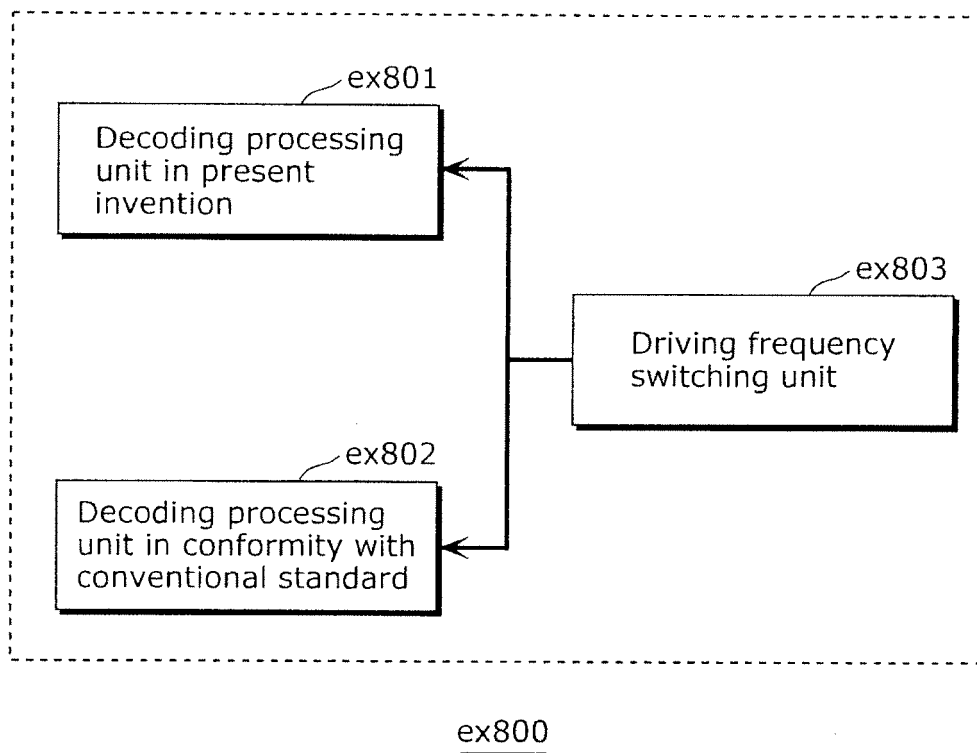 ex801
Decoding processing
unit in present
invention
ex803
Driving frequency
switching unit
ex802
Decoding processing
unit in conformity with
conventional standard
ex800